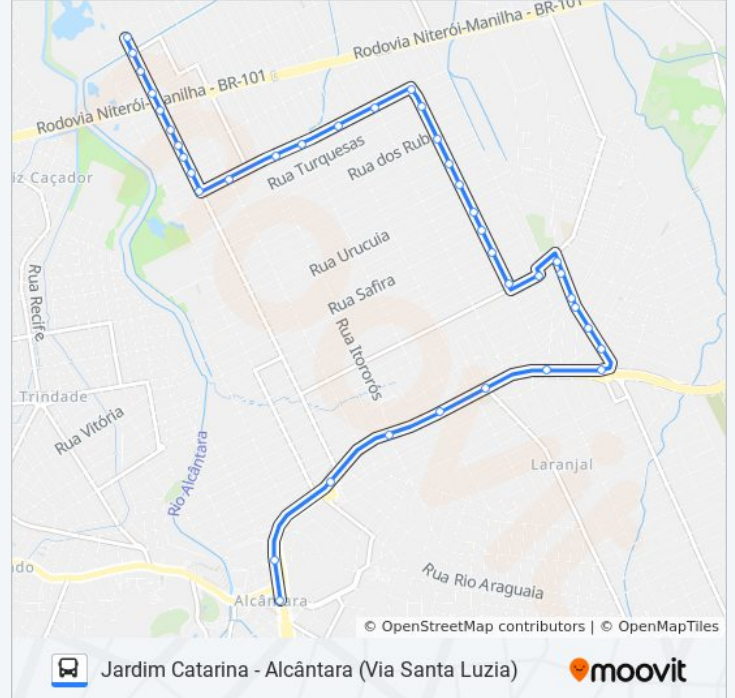 Rodovia Niterói-Manilha - BR-101
Rodovia Niterói-Manilha - BR-101
Rua Turquesas
Rua dos Rub
iz Caçador
Rua Urucuia
Rua Recife
Rua Safira
Rua Itororós
Trindade
Rua Vitória
Rio Alcântara
Laranjal
do
Rua Rio Araguaia
Alcântara
© OpenStreetMap contributors | © OpenMapTiles
Jardim Catarina - Alcântara (Via Santa Luzia)
moovit